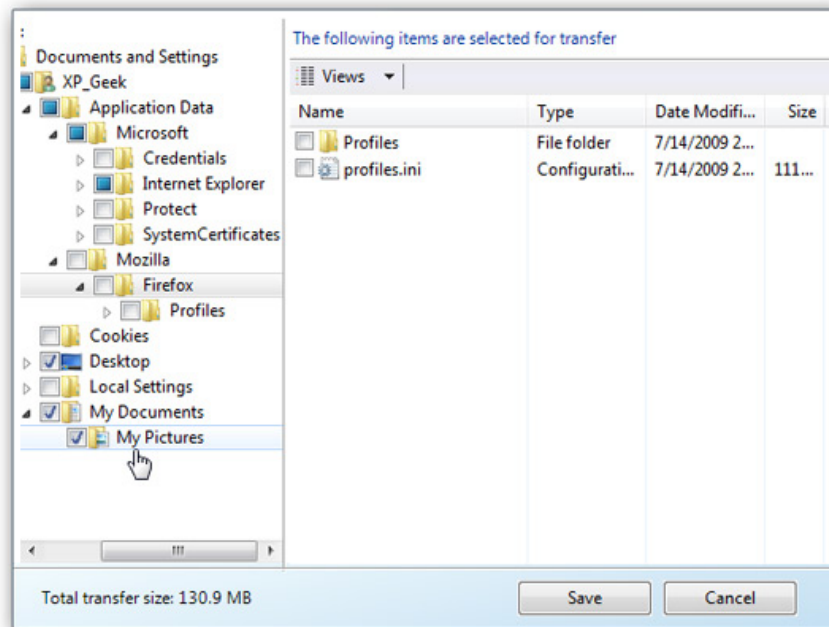 :
Documents and Settings
XP_Geek
Application Data
Microsoft
Credentials
Internet Explorer
Protect
SystemCertificates
Mozilla
Firefox
Profiles
Cookies
Desktop
Local Settings
My Documents
My Pictures
The following items are selected for transfer
Views
Name Type Date Modifi... Size
Profiles File folder 7/14/2009 2...
profiles.ini Configurati... 7/14/2009 2... 111...
Total transfer size: 130.9 MB Save Cancel